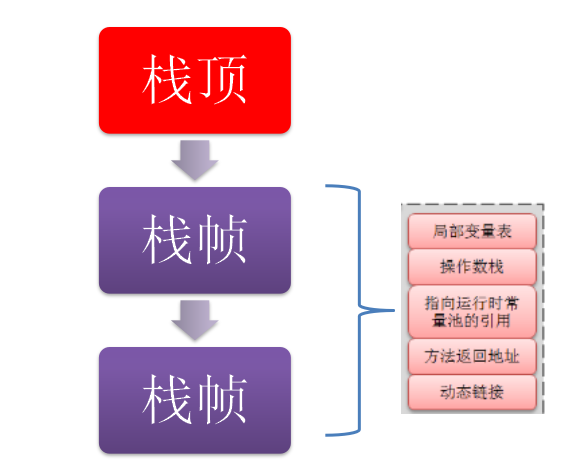 栈顶
栈帧
栈帧
局部变量表
操作数栈
指向运行时常
量池的引用
方法返回地址
动态链接